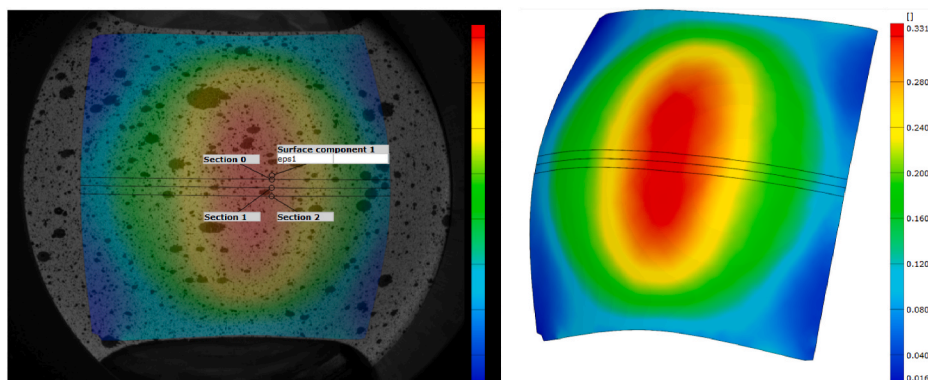 Section 0
Surface component 1
eps1
Section 1
Section 2
[]
0.331
0.280
0.240
0.200
0.160
0.120
0.080
0.040
0.016